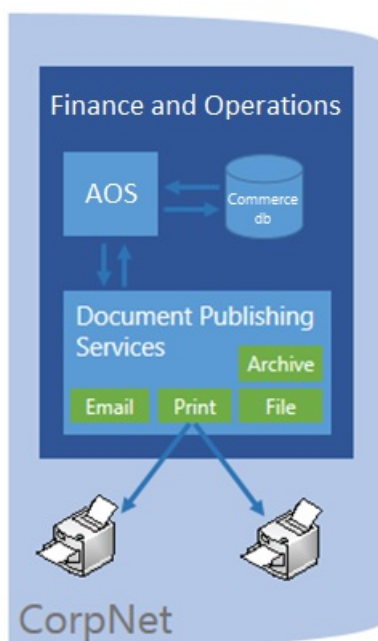 Finance and Operations
AOS
Commerce
db
Document Publishing
Services
Archive
Email
Print
File
CorpNet